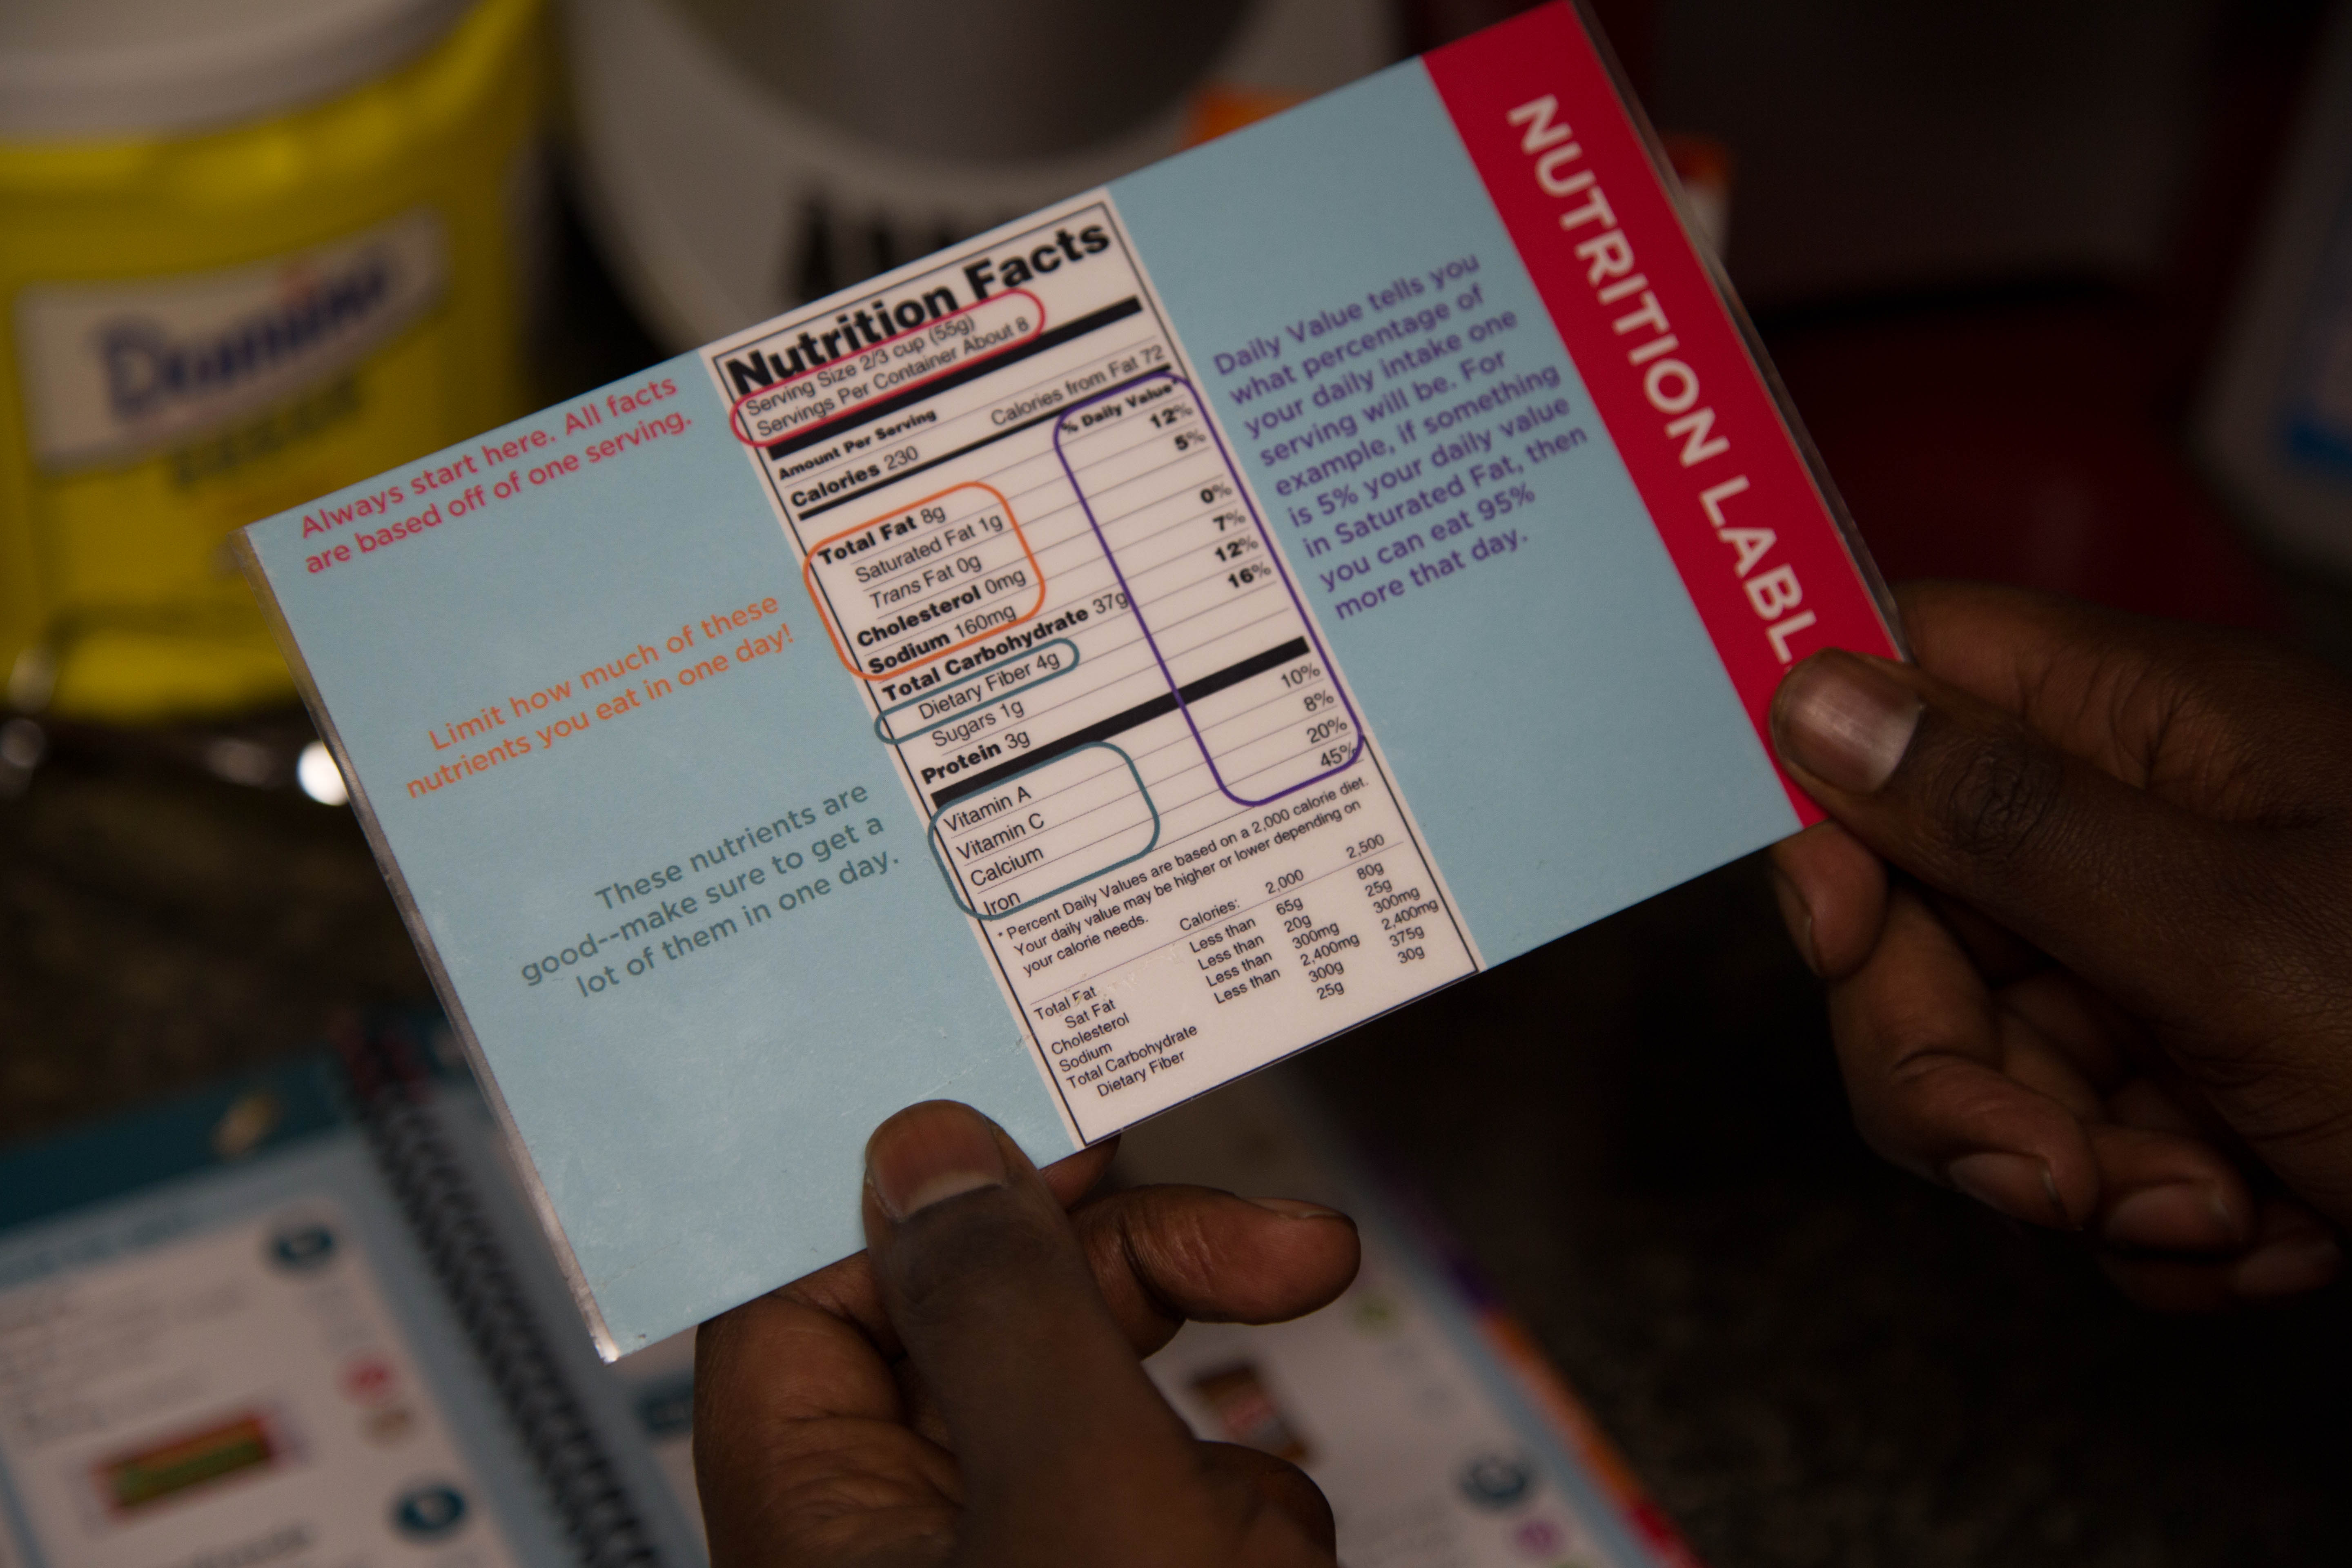 NUTRITION LABL
Always start here. All facts
are based off of one serving.
Limit how much of these
nutrients you eat in one day!
These nutrients are
good--make sure to get a
lot of them in one day.
Nutrition Facts
Serving Size 2/3 cup (55g)
Servings Per Container About 8
Amount Per Serving
Calories 230 Calories from Fat 72
% Daily Value*
Total Fat 8g 12%
Saturated Fat 1g 5%
Trans Fat 0g
Cholesterol 0mg 0%
Sodium 160mg 7%
Total Carbohydrate 37g 12%
Dietary Fiber 4g 16%
Sugars 1g
Protein 3g
Vitamin A 10%
Vitamin C 8%
Calcium 20%
Iron 45%
* Percent Daily Values are based on a 2,000 calorie diet.
Your daily value may be higher or lower depending on
your calorie needs.
Calories: 2,000 2,500
Total Fat Less than 65g 80g
Sat Fat Less than 20g 25g
Cholesterol Less than 300mg 300mg
Sodium Less than 2,400mg 2,400mg
Total Carbohydrate 300g 375g
Dietary Fiber 25g 30g
Daily Value tells you
what percentage of
your daily intake one
serving will be. For
example, if something
is 5% your daily value
in Saturated Fat, then
you can eat 95%
more that day.
Domino